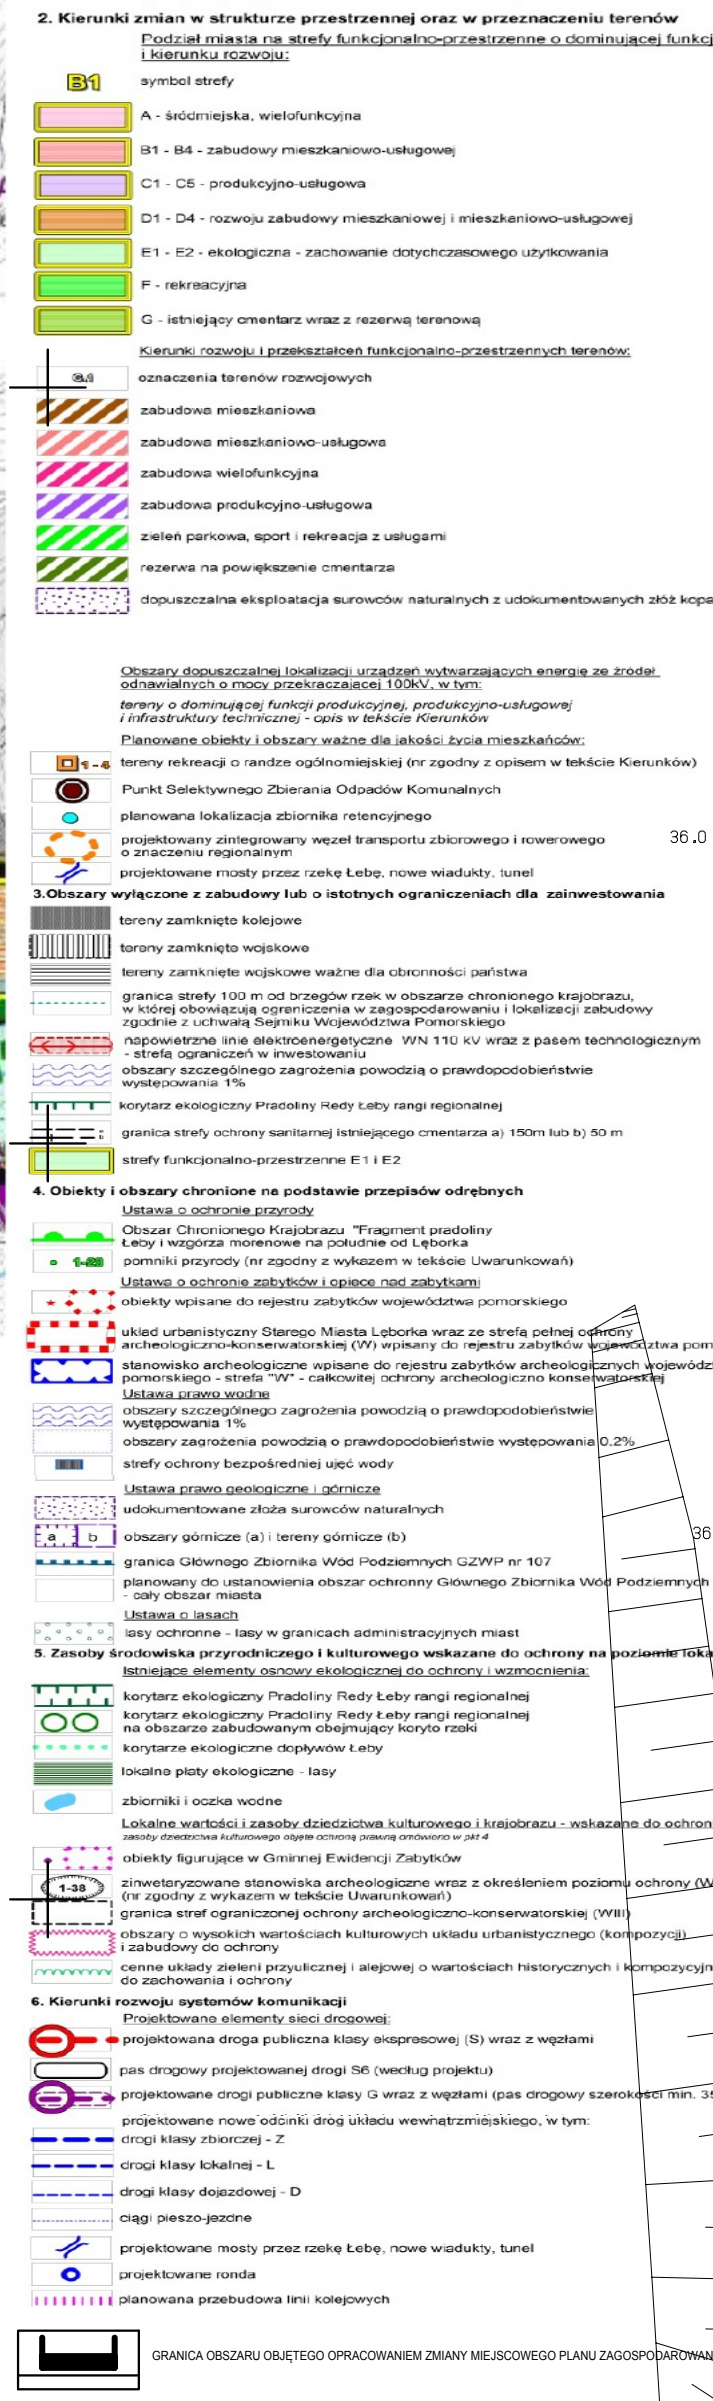 2. Kierunki zmian w strukturze przestrzennej oraz w przeznaczeniu terenów
Podział miasta na strefy funkcjonalno-przestrzenne o dominującej funkcj
i kierunku rozwoju:
B1 symbol strefy
A - śródmiejska, wielofunkcyjna
B1 - B4 - zabudowy mieszkaniowo-usługowej
C1 - C5 - produkcyjno-usługowa
D1 - D4 - rozwoju zabudowy mieszkaniowej i mieszkaniowo-usługowej
E1 - E2 - ekologiczna - zachowanie dotychczasowego użytkowania
F - rekreacyjna
G - istniejący cmentarz wraz z rezerwą terenową
Kierunki rozwoju i przekształceń funkcjonalno-przestrzennych terenów:
G.1 oznaczenia terenów rozwojowych
zabudowa mieszkaniowa
zabudowa mieszkaniowo-usługowa
zabudowa wielofunkcyjna
zabudowa produkcyjno-usługowa
zieleń parkowa, sport i rekreacja z usługami
rezerwa na powiększenie cmentarza
dopuszczalna eksploatacja surowców naturalnych z udokumentowanych złóż kopa
Obszary dopuszczalnej lokalizacji urządzeń wytwarzających energię ze źródeł
odnawialnych o mocy przekraczającej 100kV, w tym:
tereny o dominującej funkcji produkcyjnej, produkcyjno-usługowej
i infrastruktury technicznej - opis w tekście Kierunków
Planowane obiekty i obszary ważne dla jakości życia mieszkańców:
1-4 tereny rekreacji o randze ogólnomiejskiej (nr zgodny z opisem w tekście Kierunków)
Punkt Selektywnego Zbierania Odpadów Komunalnych
planowana lokalizacja zbiornika retencyjnego
projektowany zintegrowany węzeł transportu zbiorowego i rowerowego
o znaczeniu regionalnym
36.0
projektowane mosty przez rzekę Łebę, nowe wiadukty, tunel
3.Obszary wyłączone z zabudowy lub o istotnych ograniczeniach dla zainwestowania
tereny zamknięte kolejowe
tereny zamknięte wojskowe
tereny zamknięte wojskowe ważne dla obronności państwa
granica strefy 100 m od brzegów rzek w obszarze chronionego krajobrazu,
w której obowiązują ograniczenia w zagospodarowaniu i lokalizacji zabudowy
zgodnie z uchwałą Sejmiku Województwa Pomorskiego
napowietrzne linie elektroenergetyczne WN 110 kV wraz z pasem technologicznym
- strefą ograniczeń w inwestowaniu
obszary szczególnego zagrożenia powodzią o prawdopodobieństwie
występowania 1%
korytarz ekologiczny Pradoliny Redy Łeby rangi regionalnej
granica strefy ochrony sanitarnej istniejącego cmentarza a) 150m lub b) 50 m
strefy funkcjonalno-przestrzenne E1 i E2
4. Obiekty i obszary chronione na podstawie przepisów odrębnych
Ustawa o ochronie przyrody
Obszar Chronionego Krajobrazu "Fragment pradoliny
Łeby i wzgórza morenowe na południe od Lęborka
1-23 pomniki przyrody (nr zgodny z wykazem w tekście Uwarunkowań)
Ustawa o ochronie zabytków i opiece nad zabytkami
obiekty wpisane do rejestru zabytków województwa pomorskiego
układ urbanistyczny Starego Miasta Lęborka wraz ze strefą pełnej ochrony
archeologiczno-konserwatorskiej (W) wpisany do rejestru zabytków województwa pom
stanowisko archeologiczne wpisane do rejestru zabytków archeologicznych wojewódz
pomorskiego - strefa "W" - całkowitej ochrony archeologiczno konserwatorskiej
Ustawa prawo wodne
obszary szczególnego zagrożenia powodzią o prawdopodobieństwie
występowania 1%
obszary zagrożenia powodzią o prawdopodobieństwie występowania 0,2%
strefy ochrony bezpośredniej ujęć wody
Ustawa prawo geologiczne i górnicze
udokumentowane złoża surowców naturalnych
36
a b obszary górnicze (a) i tereny górnicze (b)
granica Głównego Zbiornika Wód Podziemnych GZWP nr 107
planowany do ustanowienia obszar ochronny Głównego Zbiornika Wód Podziemnych
- cały obszar miasta
Ustawa o lasach
lasy ochronne - lasy w granicach administracyjnych miast
5. Zasoby środowiska przyrodniczego i kulturowego wskazane do ochrony na poziomie loka
Istniejące elementy osnowy ekologicznej do ochrony i wzmocnienia:
korytarz ekologiczny Pradoliny Redy Łeby rangi regionalnej
korytarz ekologiczny Pradoliny Redy Łeby rangi regionalnej
na obszarze zabudowanym obejmujący koryto rzeki
korytarze ekologiczne dopływów Łeby
lokalne płaty ekologiczne - lasy
zbiorniki i oczka wodne
Lokalne wartości i zasoby dziedzictwa kulturowego i krajobrazu - wskazane do ochron
zasoby dziedzictwa kulturowego objęte ochroną prawną omówiono w pkt 4
obiekty figurujące w Gminnej Ewidencji Zabytków
1-38 zinwetaryzowane stanowiska archeologiczne wraz z określeniem poziomu ochrony (W
(nr zgodny z wykazem w tekście Uwarunkowań)
granica stref ograniczonej ochrony archeologiczno-konserwatorskiej (WIII)
obszary o wysokich wartościach kulturowych układu urbanistycznego (kompozycji)
i zabudowy do ochrony
cenne układy zieleni przyulicznej i alejowej o wartościach historycznych i kompozycyjn
do zachowania i ochrony
6. Kierunki rozwoju systemów komunikacji
Projektowane elementy sieci drogowej:
projektowana droga publiczna klasy ekspresowej (S) wraz z węzłami
pas drogowy projektowanej drogi S6 (według projektu)
projektowane drogi publiczne klasy G wraz z węzłami (pas drogowy szerokości min. 35
projektowane nowe odcinki dróg układu wewnątrzmiejskiego, w tym:
drogi klasy zbiorczej - Z
drogi klasy lokalnej - L
drogi klasy dojazdowej - D
ciągi pieszo-jezdne
projektowane mosty przez rzekę Łebę, nowe wiadukty, tunel
projektowane ronda
planowana przebudowa linii kolejowych
GRANICA OBSZARU OBJĘTEGO OPRACOWANIEM ZMIANY MIEJSCOWEGO PLANU ZAGOSPODAROWAN